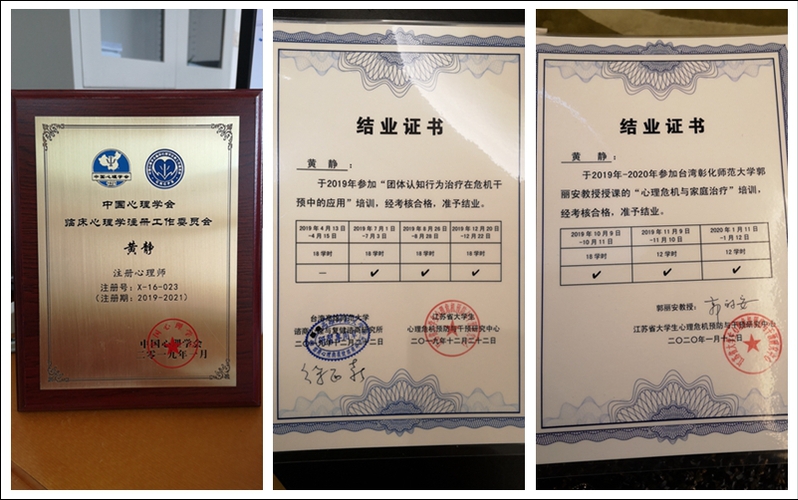 中国心理学会
中国心理学会
临床心理学注册工作委员会
黄静
注册心理师
注册号：X-16-023
（注册期：2019-2021）
中国心理学会
二零一九年一月
结业证书
黄 静 ：
于2019年参加“团体认知行为治疗在危机干
预中的应用”培训，经考核合格，准予结业。
2019年4月13日-4月15日 2019年7月1日-7月3日 2019年8月26日-8月28日 2019年12月20日-12月22日
18学时 18学时 18学时 18学时
— ✔ ✔ ✔
江苏省大学生
心理危机预防与干预研究中心
二〇一九年十二月二十二日
结业证书
黄 静 ：
于2019年-2020年参加台湾彰化师范大学郭
丽安教授授课的“心理危机与家庭治疗”培训，
经考核合格，准予结业。
2019年10月9日-10月11日 2019年11月9日-11月10日 2020年1月11日-1月12日
18学时 12学时 12学时
✔ ✔ ✔
郭丽安教授：
江苏省大学生心理危机预防与干预研究中心
二〇二〇年一月十二日